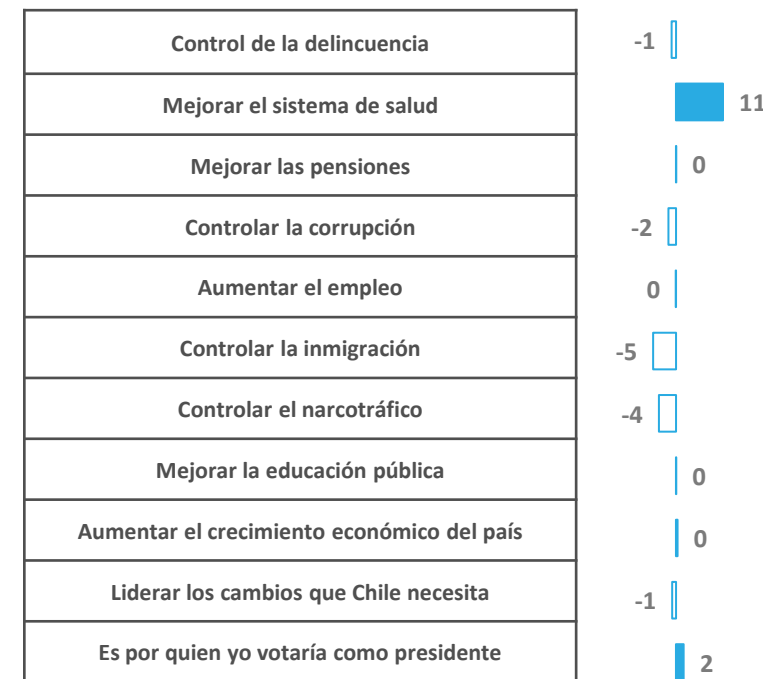 Control de la delincuencia -1
Mejorar el sistema de salud 11
Mejorar las pensiones 0
Controlar la corrupción -2
Aumentar el empleo 0
Controlar la inmigración -5
Controlar el narcotráfico -4
Mejorar la educación pública 0
Aumentar el crecimiento económico del país 0
Liderar los cambios que Chile necesita -1
Es por quien yo votaría como presidente 2